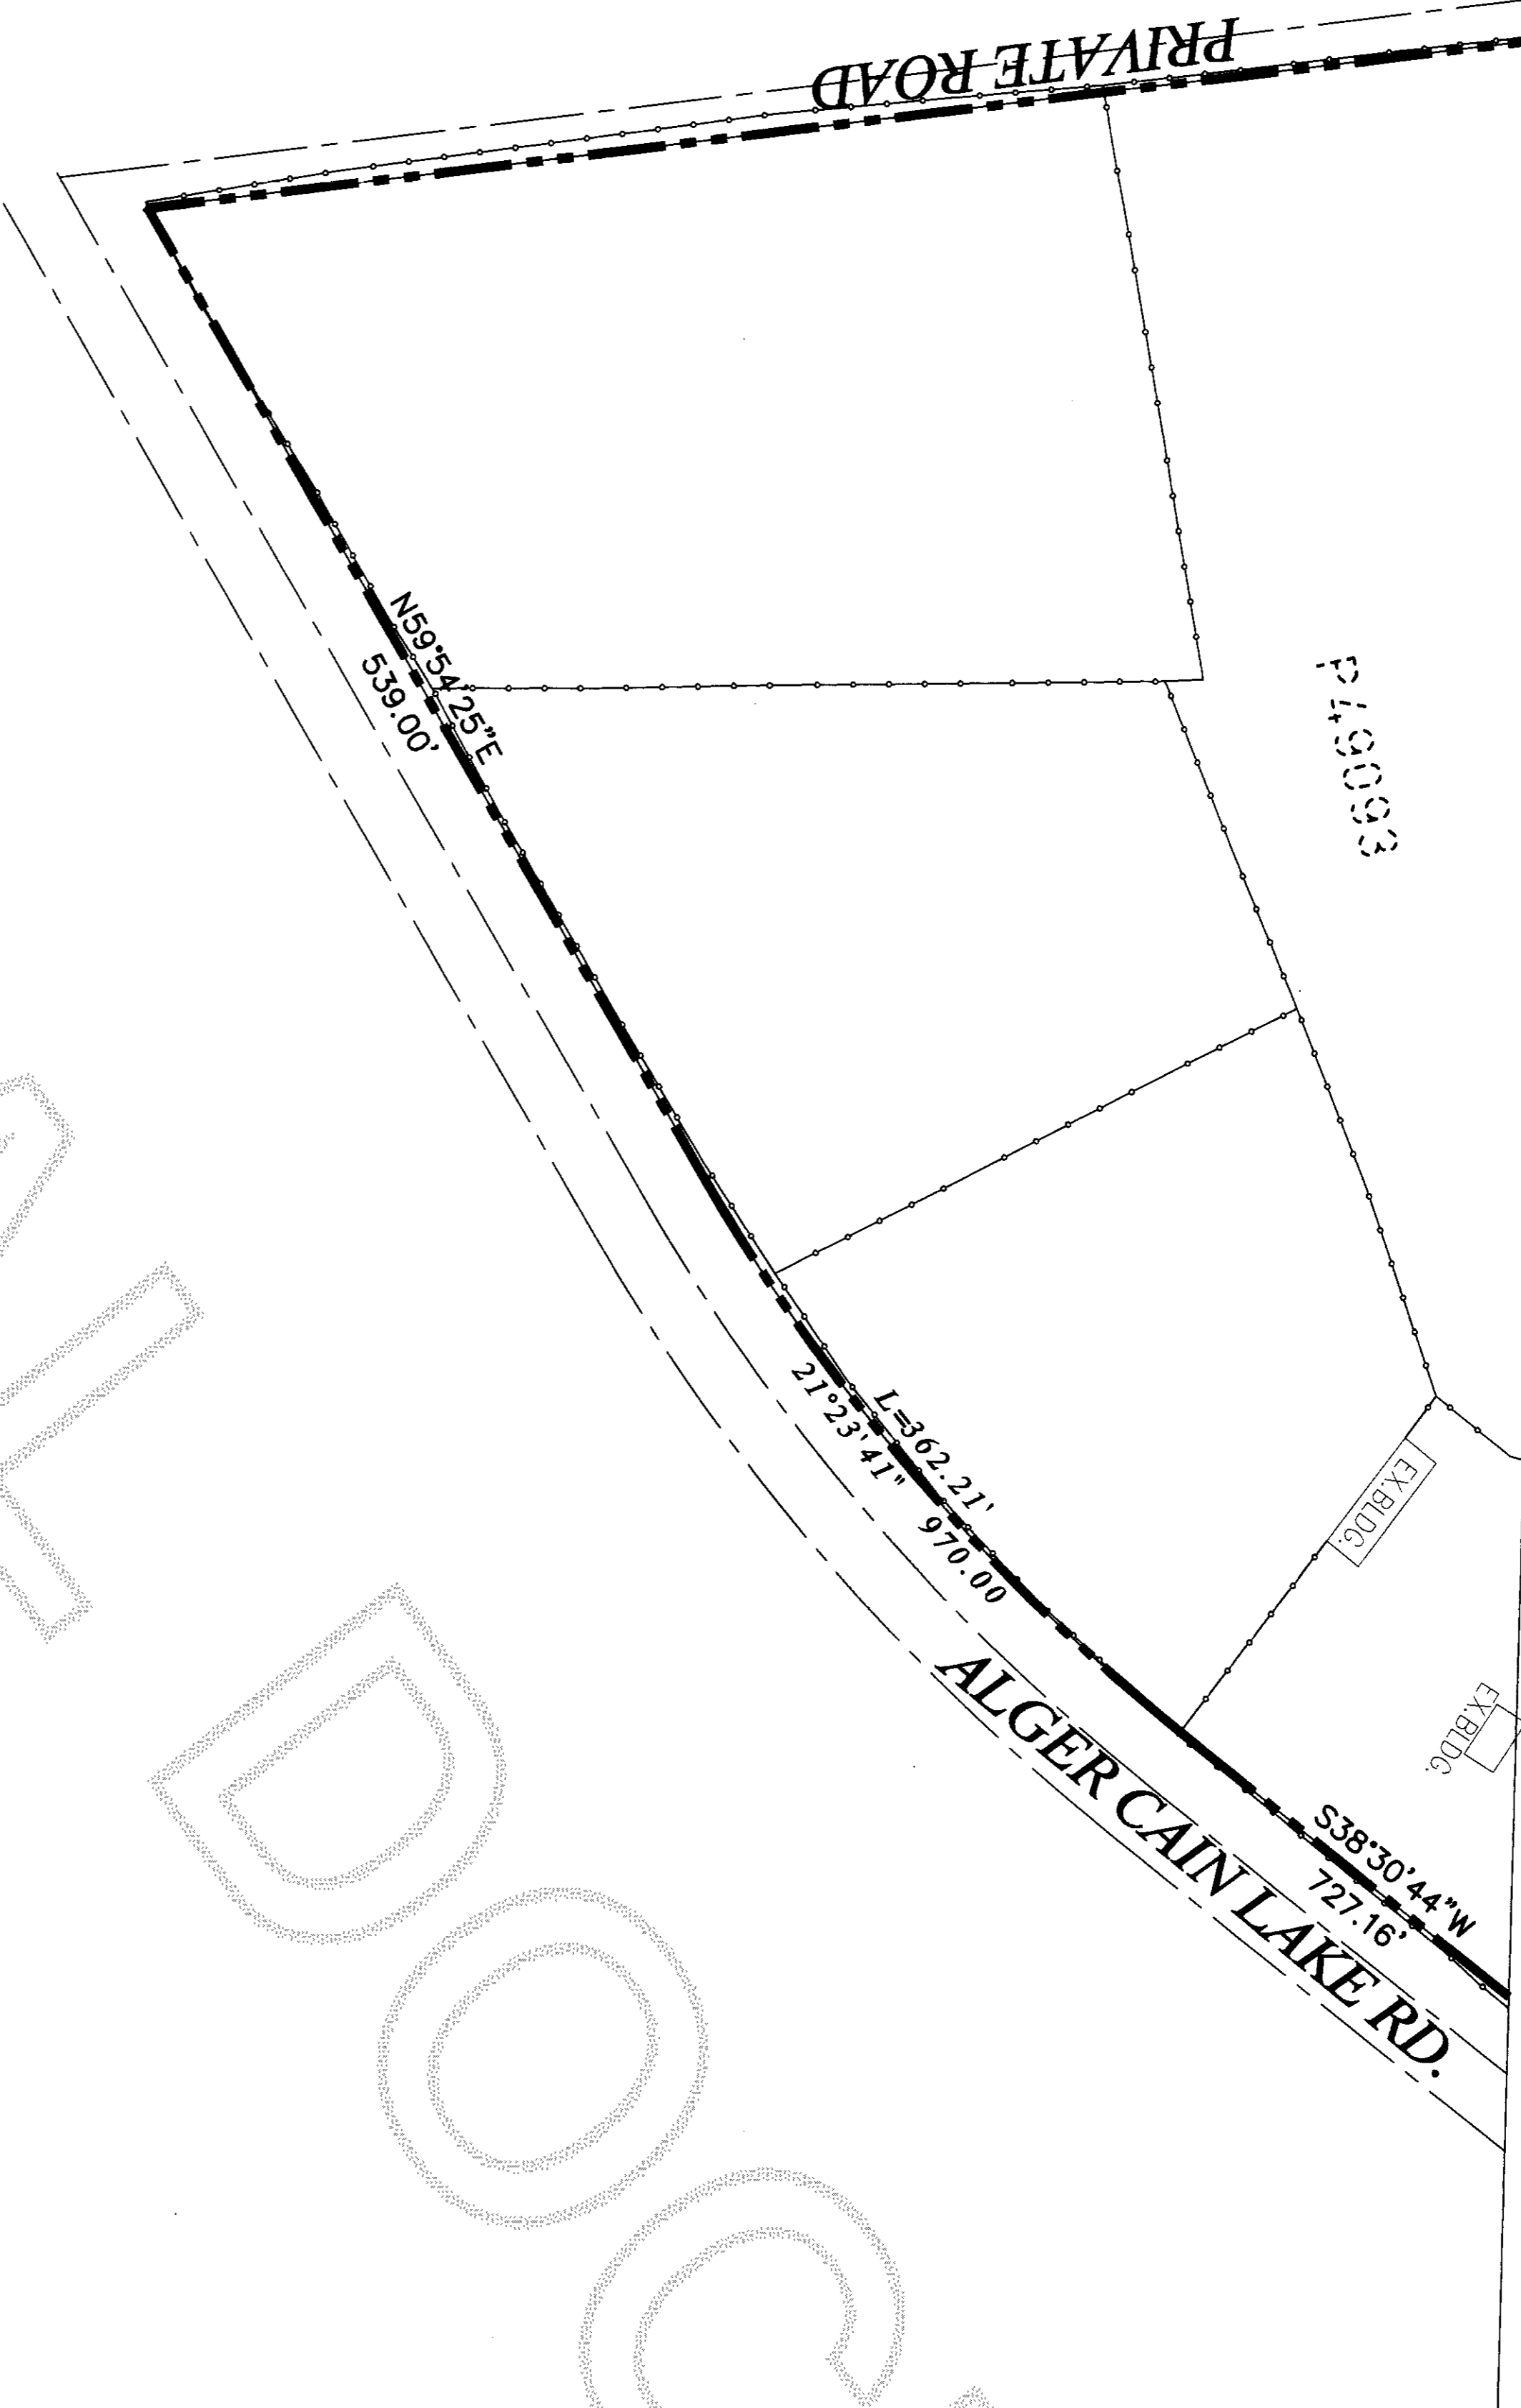 PRIVATE ROAD
N59°54'25"E
539.00'
P49093
L=362.21'
21°23'41"
970.00
EX.BLDG.
EX.BLDG.
ALGER CAIN LAKE RD.
S38°30'44"W
727.16'
DOC